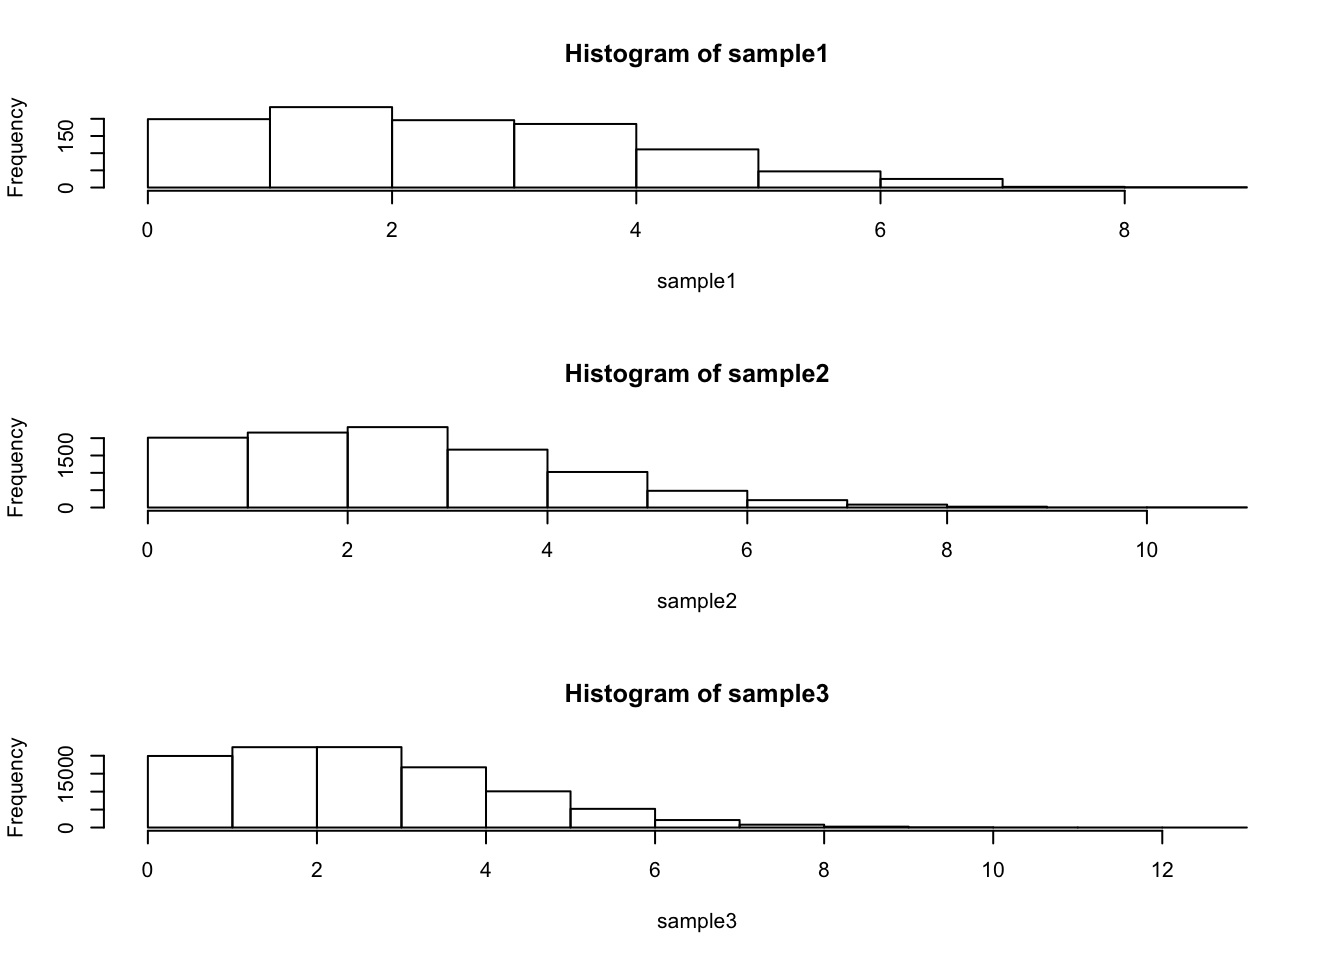 Histogram of sample1
Frequency
150
0
0 2 4 6 8
sample1
Histogram of sample2
Frequency
1500
0
0 2 4 6 8 10
sample2
Histogram of sample3
Frequency
15000
0
0 2 4 6 8 10 12
sample3